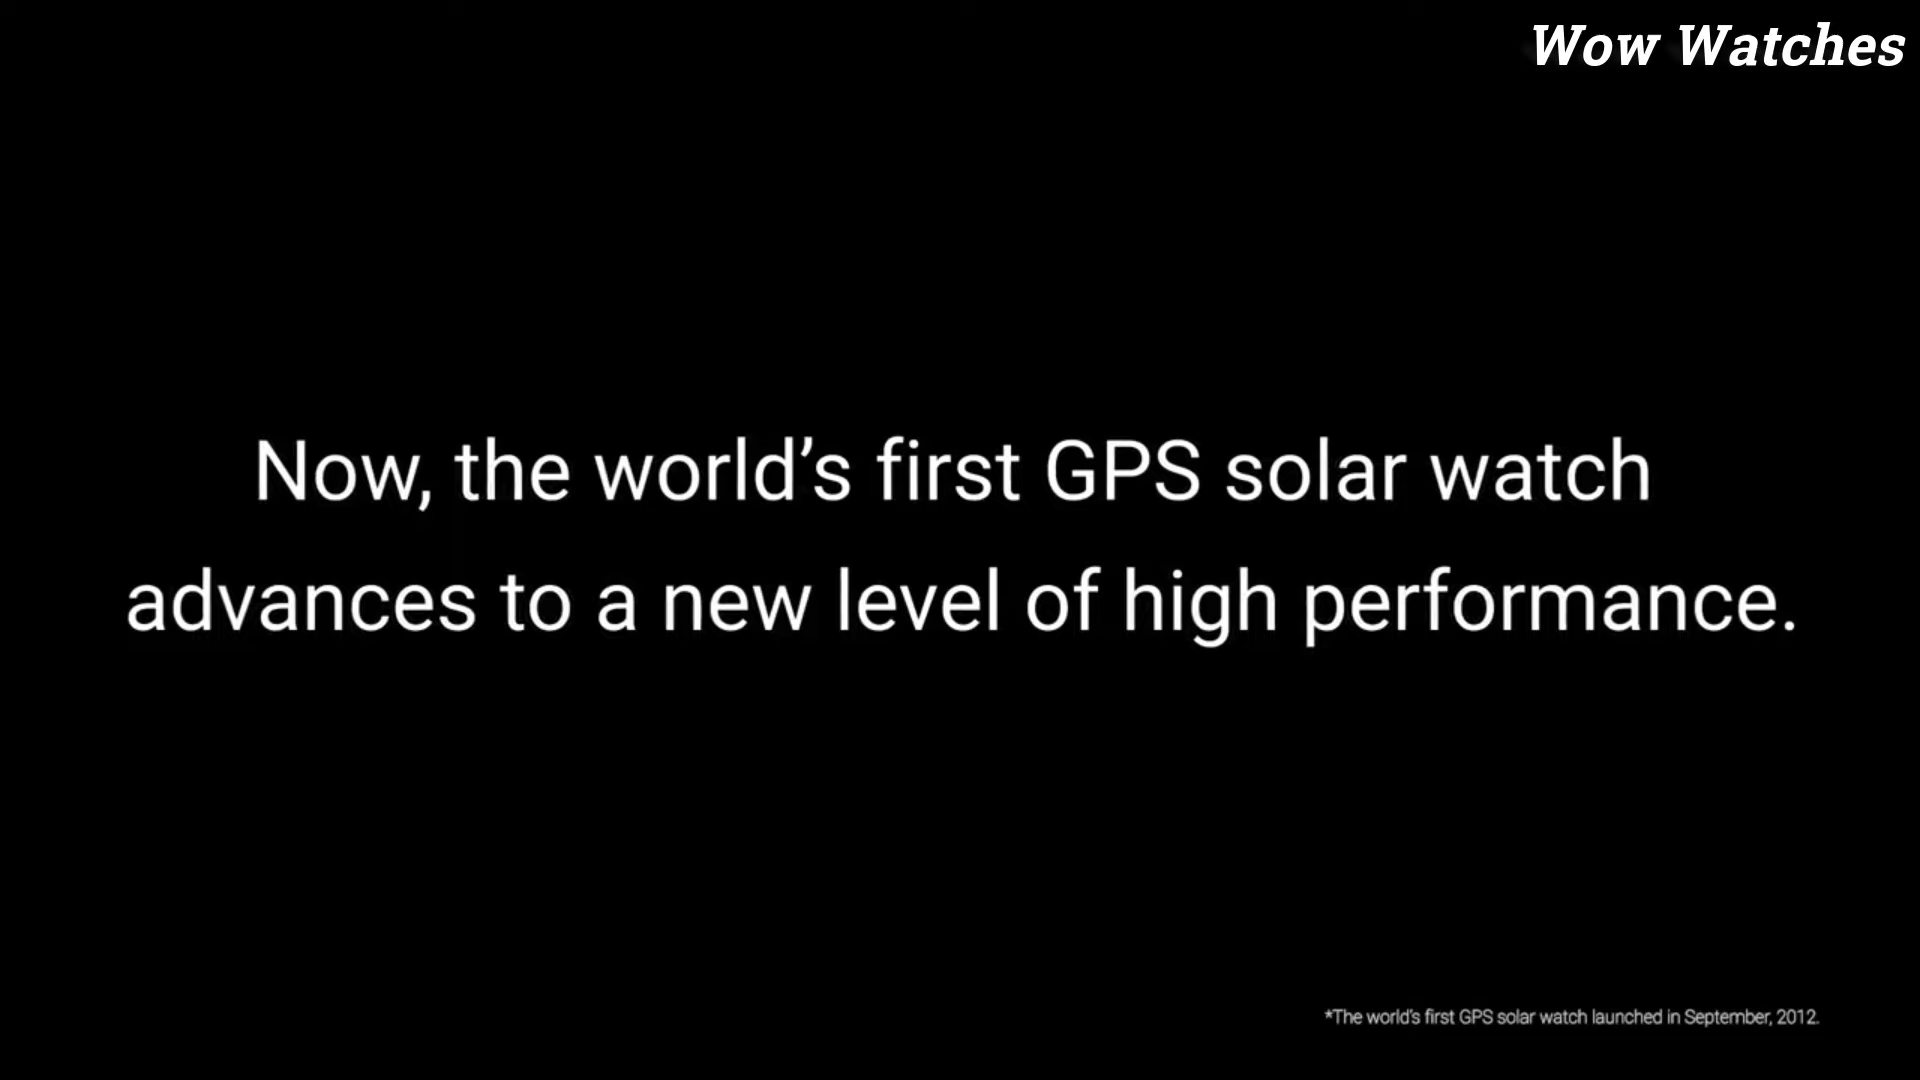 Wow Watches
Now, the world’s first GPS solar watch
advances to a new level of high performance.
*The world’s first GPS solar watch launched in September, 2012.